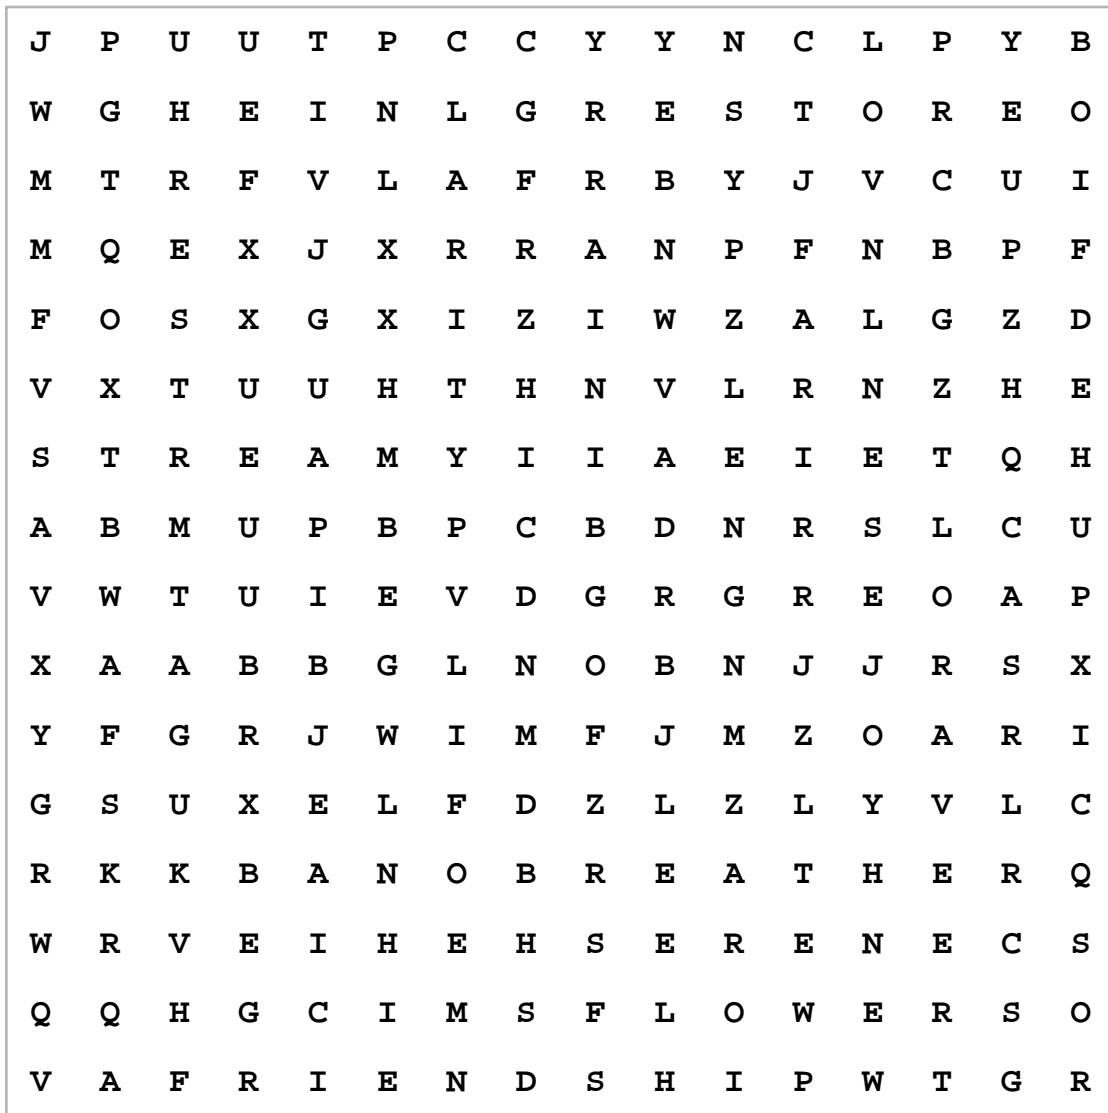 J P U U T P C C Y Y N C L P Y B
W G H E I N L G R E S T O R E O
M T R F V L A F R B Y J V C U I
M Q E X J X R R A N P F N B P F
F O S X G X I Z I W Z A L G Z D
V X T U U H T H N V L R N Z H E
S T R E A M Y I I A E I E T Q H
A B M U P B P C B D N R S L C U
V W T U I E V D G R G R E O A P
X A A B B G L N O B N J J R S X
Y F G R J W I M F J M Z O A R I
G S U X E L F D Z L Z L Y V L C
R K K B A N O B R E A T H E R Q
W R V E I H E H S E R E N E C S
Q Q H G C I M S F L O W E R S O
V A F R I E N D S H I P W T G R